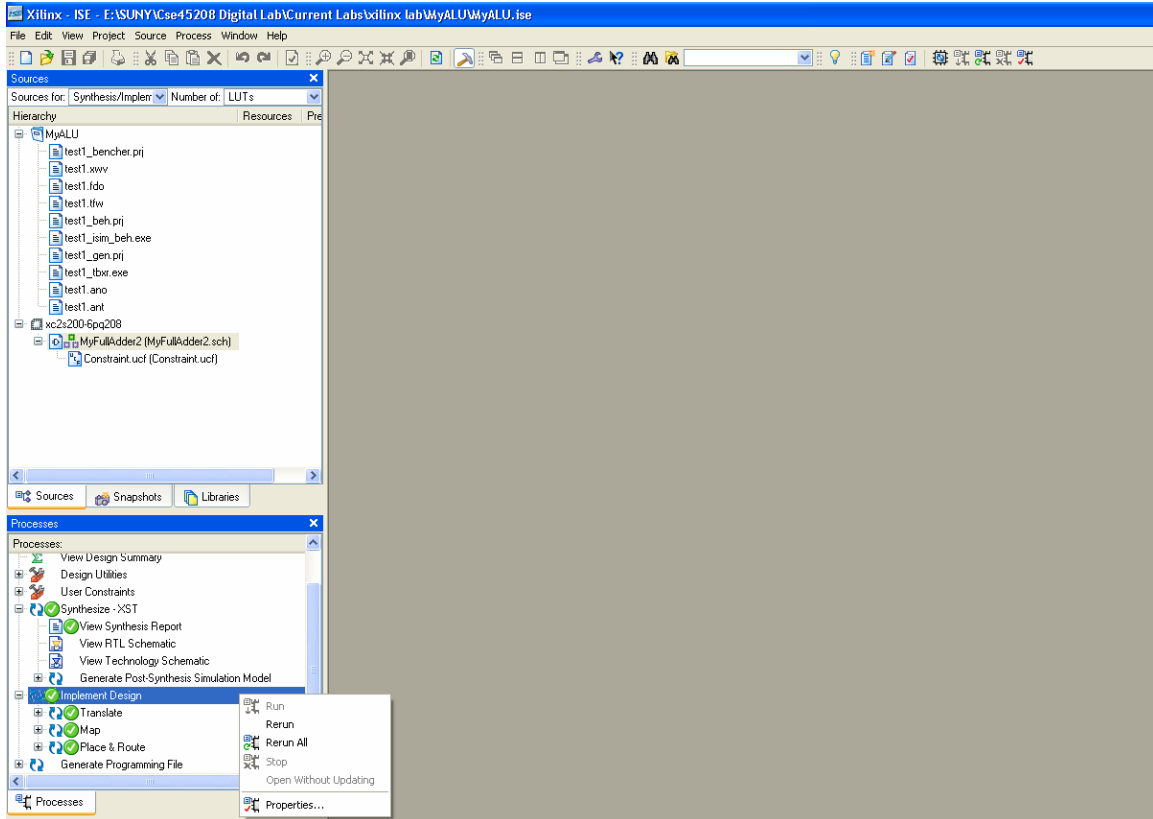 Xilinx - ISE - E:\SUNY\Cse45208 Digital Lab\Current Labs\xilinx lab\MyALU\MyALU.ise
File Edit View Project Source Process Window Help
Sources
Sources for: Synthesis/Implem Number of: LUTs
Hierarchy Resources Pre
MyALU
test1_bencher.prj
test1.xwv
test1.fdo
test1.tfw
test1_beh.prj
test1_isim_beh.exe
test1_gen.prj
test1_tbxr.exe
test1.ano
test1.ant
xc2s200-6pq208
MyFullAdder2 (MyFullAdder2.sch)
Constraint.ucf (Constraint.ucf)
Sources Snapshots Libraries
Processes
Processes:
View Design Summary
Design Utilities
User Constraints
Synthesize - XST
View Synthesis Report
View RTL Schematic
View Technology Schematic
Generate Post-Synthesis Simulation Model
Implement Design
Translate
Map
Place & Route
Generate Programming File
Processes
Run
Rerun
Rerun All
Stop
Open Without Updating
Properties...